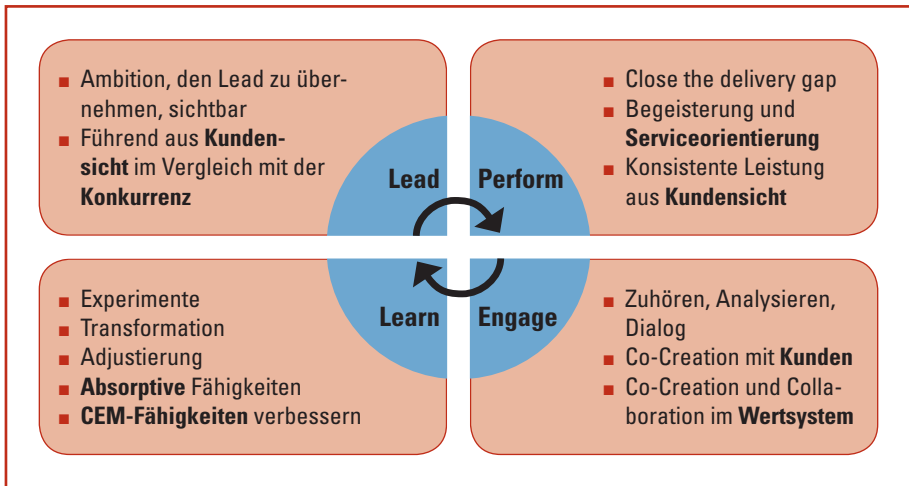 Ambition, den Lead zu über-
nehmen, sichtbar
Führend aus Kunden-
sicht im Vergleich mit der
Konkurrenz
Close the delivery gap
Begeisterung und
Serviceorientierung
Konsistente Leistung
aus Kundensicht
Lead
Perform
Learn
Engage
Experimente
Transformation
Adjustierung
Absorptive Fähigkeiten
CEM-Fähigkeiten verbessern
Zuhören, Analysieren,
Dialog
Co-Creation mit Kunden
Co-Creation und Colla-
boration im Wertsystem